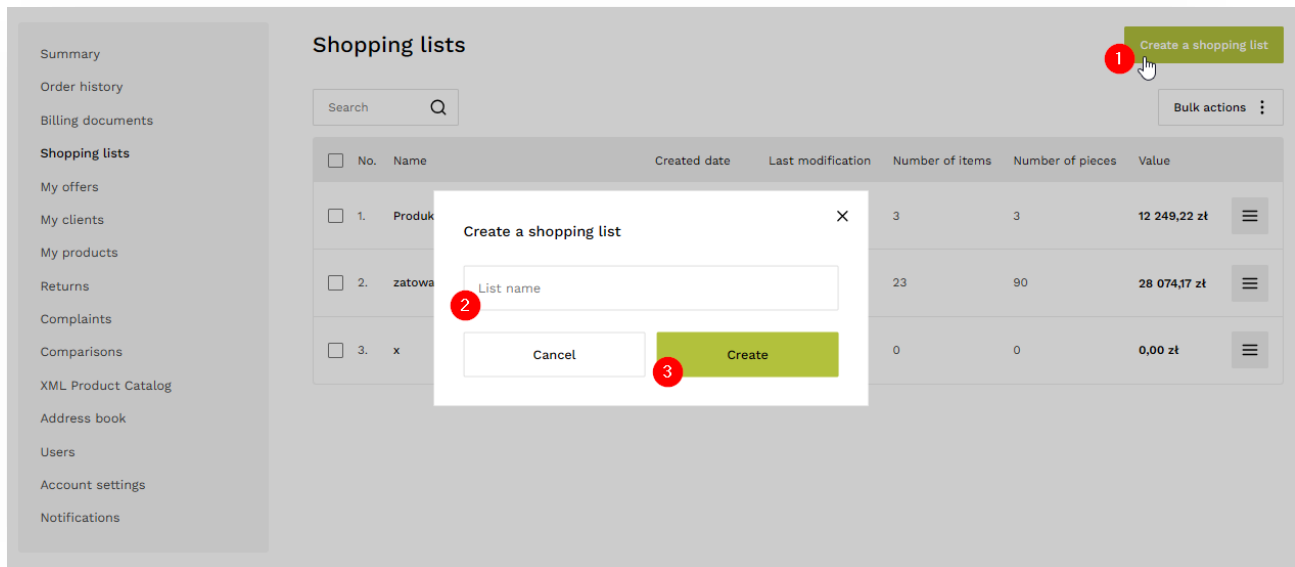 Summary
Order history
Billing documents
Shopping lists
My offers
My clients
My products
Returns
Complaints
Comparisons
XML Product Catalog
Address book
Users
Account settings
Notifications
Shopping lists
Create a shopping list
1
Search
Bulk actions
No. Name Created date Last modification Number of items Number of pieces Value
1. Produk 3 3 12 249,22 zł
2. zatowa 23 90 28 074,17 zł
3. x 0 0 0,00 zł
Create a shopping list
List name
2
Cancel
Create
3